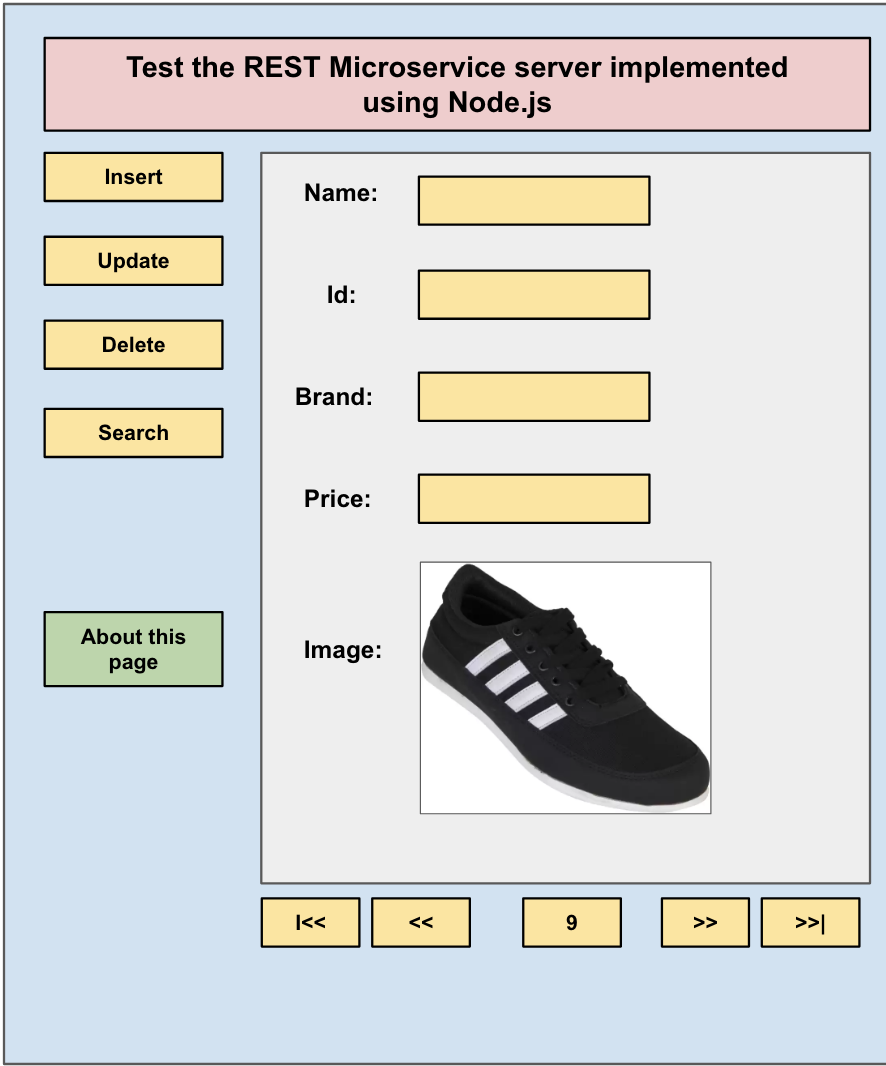 Test the REST Microservice server implemented
using Node.js
Insert
Update
Delete
Search
About this
page
Name:
Id:
Brand:
Price:
Image:
I<<
<<
9
>>
>>|